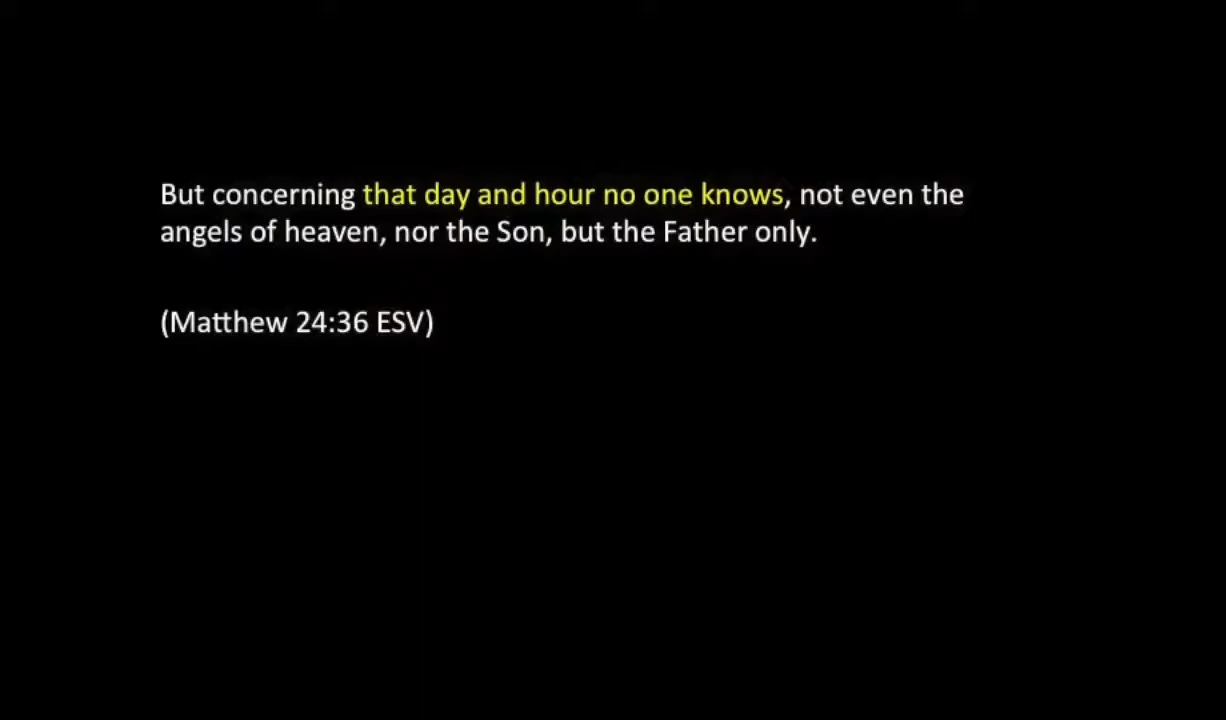 But concerning that day and hour no one knows, not even the
angels of heaven, nor the Son, but the Father only.
(Matthew 24:36 ESV)